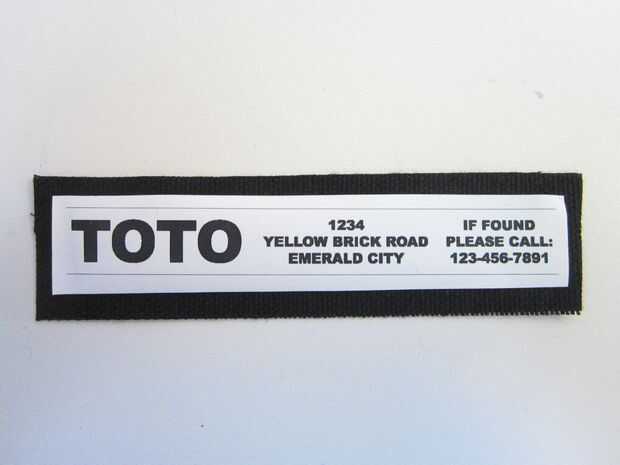 TOTO
1234
YELLOW BRICK ROAD
EMERALD CITY
IF FOUND
PLEASE CALL:
123-456-7891